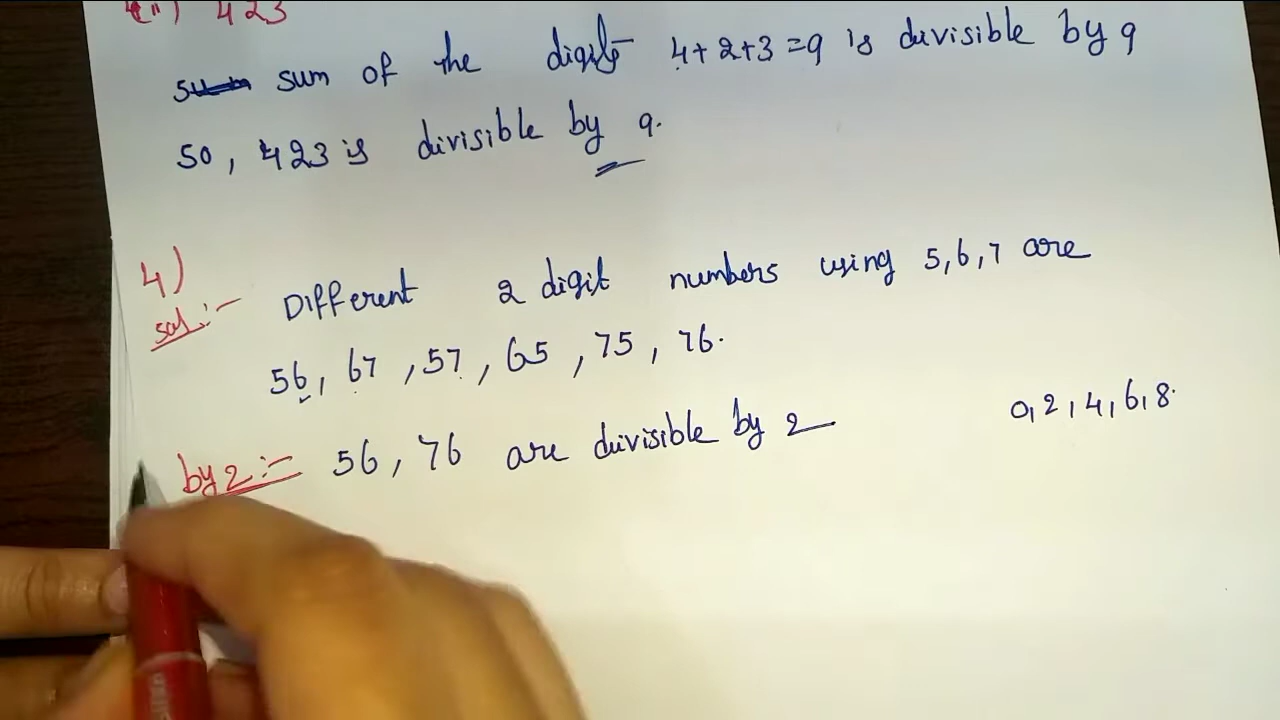 423
sum of the digits 4+2+3=9 is divisible by 9
so, 423 is divisible by 9.
4)
sol:- Different 2 digit numbers using 5,6,7 are
56, 67, 57, 65, 75, 76.
0,2,4,6,8.
by 2:- 56, 76 are divisible by 2